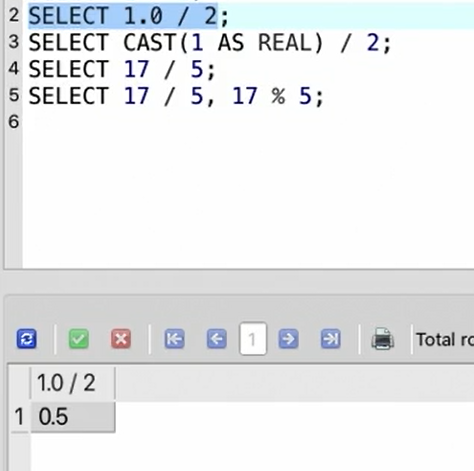 2 SELECT 1.0 / 2;
3 SELECT CAST(1 AS REAL) / 2;
4 SELECT 17 / 5;
5 SELECT 17 / 5, 17 % 5;
6
1 Total
1.0 / 2
1 0.5